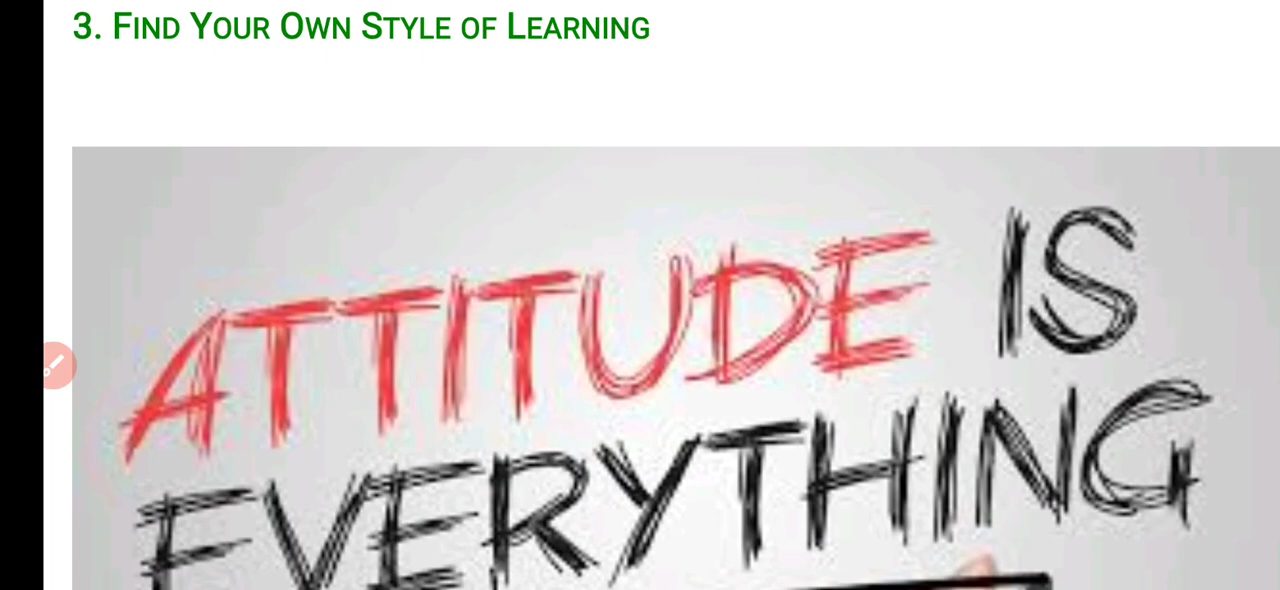 3. FIND YOUR OWN STYLE OF LEARNING
ATTITUDE IS
EVERYTHING